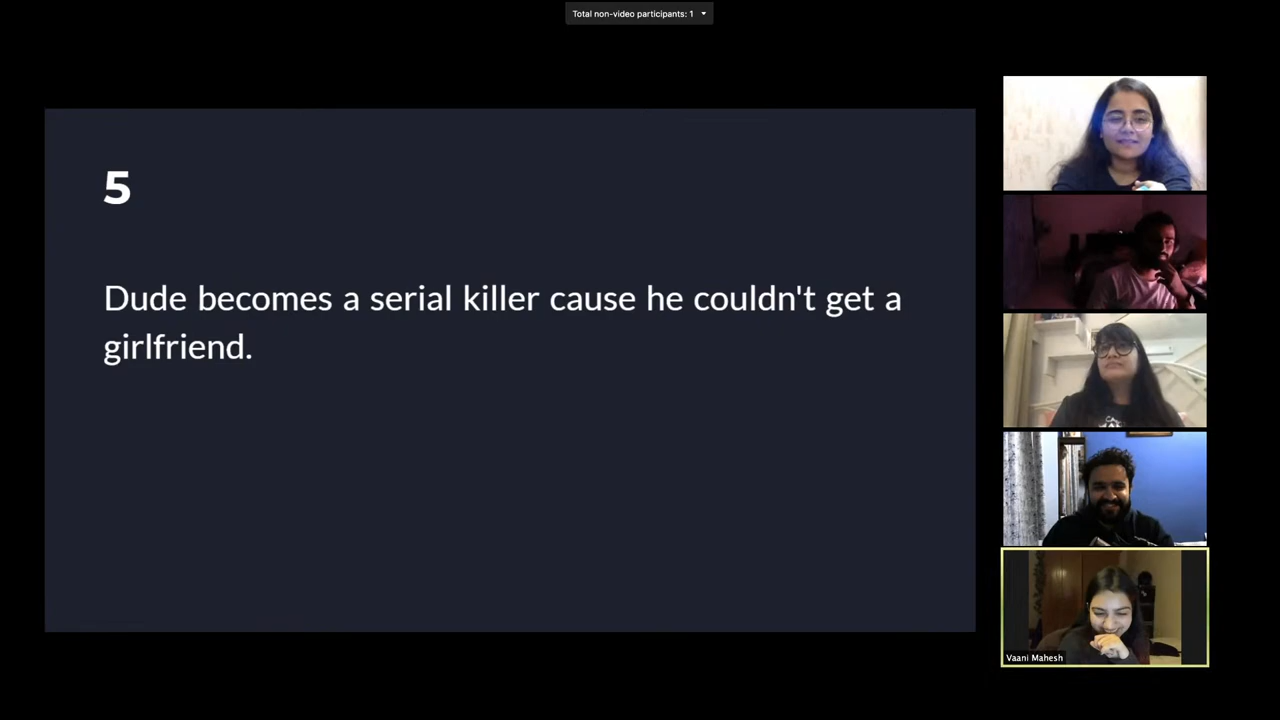 Total non-video participants: 1
5
Dude becomes a serial killer cause he couldn't get a
girlfriend.
Vaani Mahesh